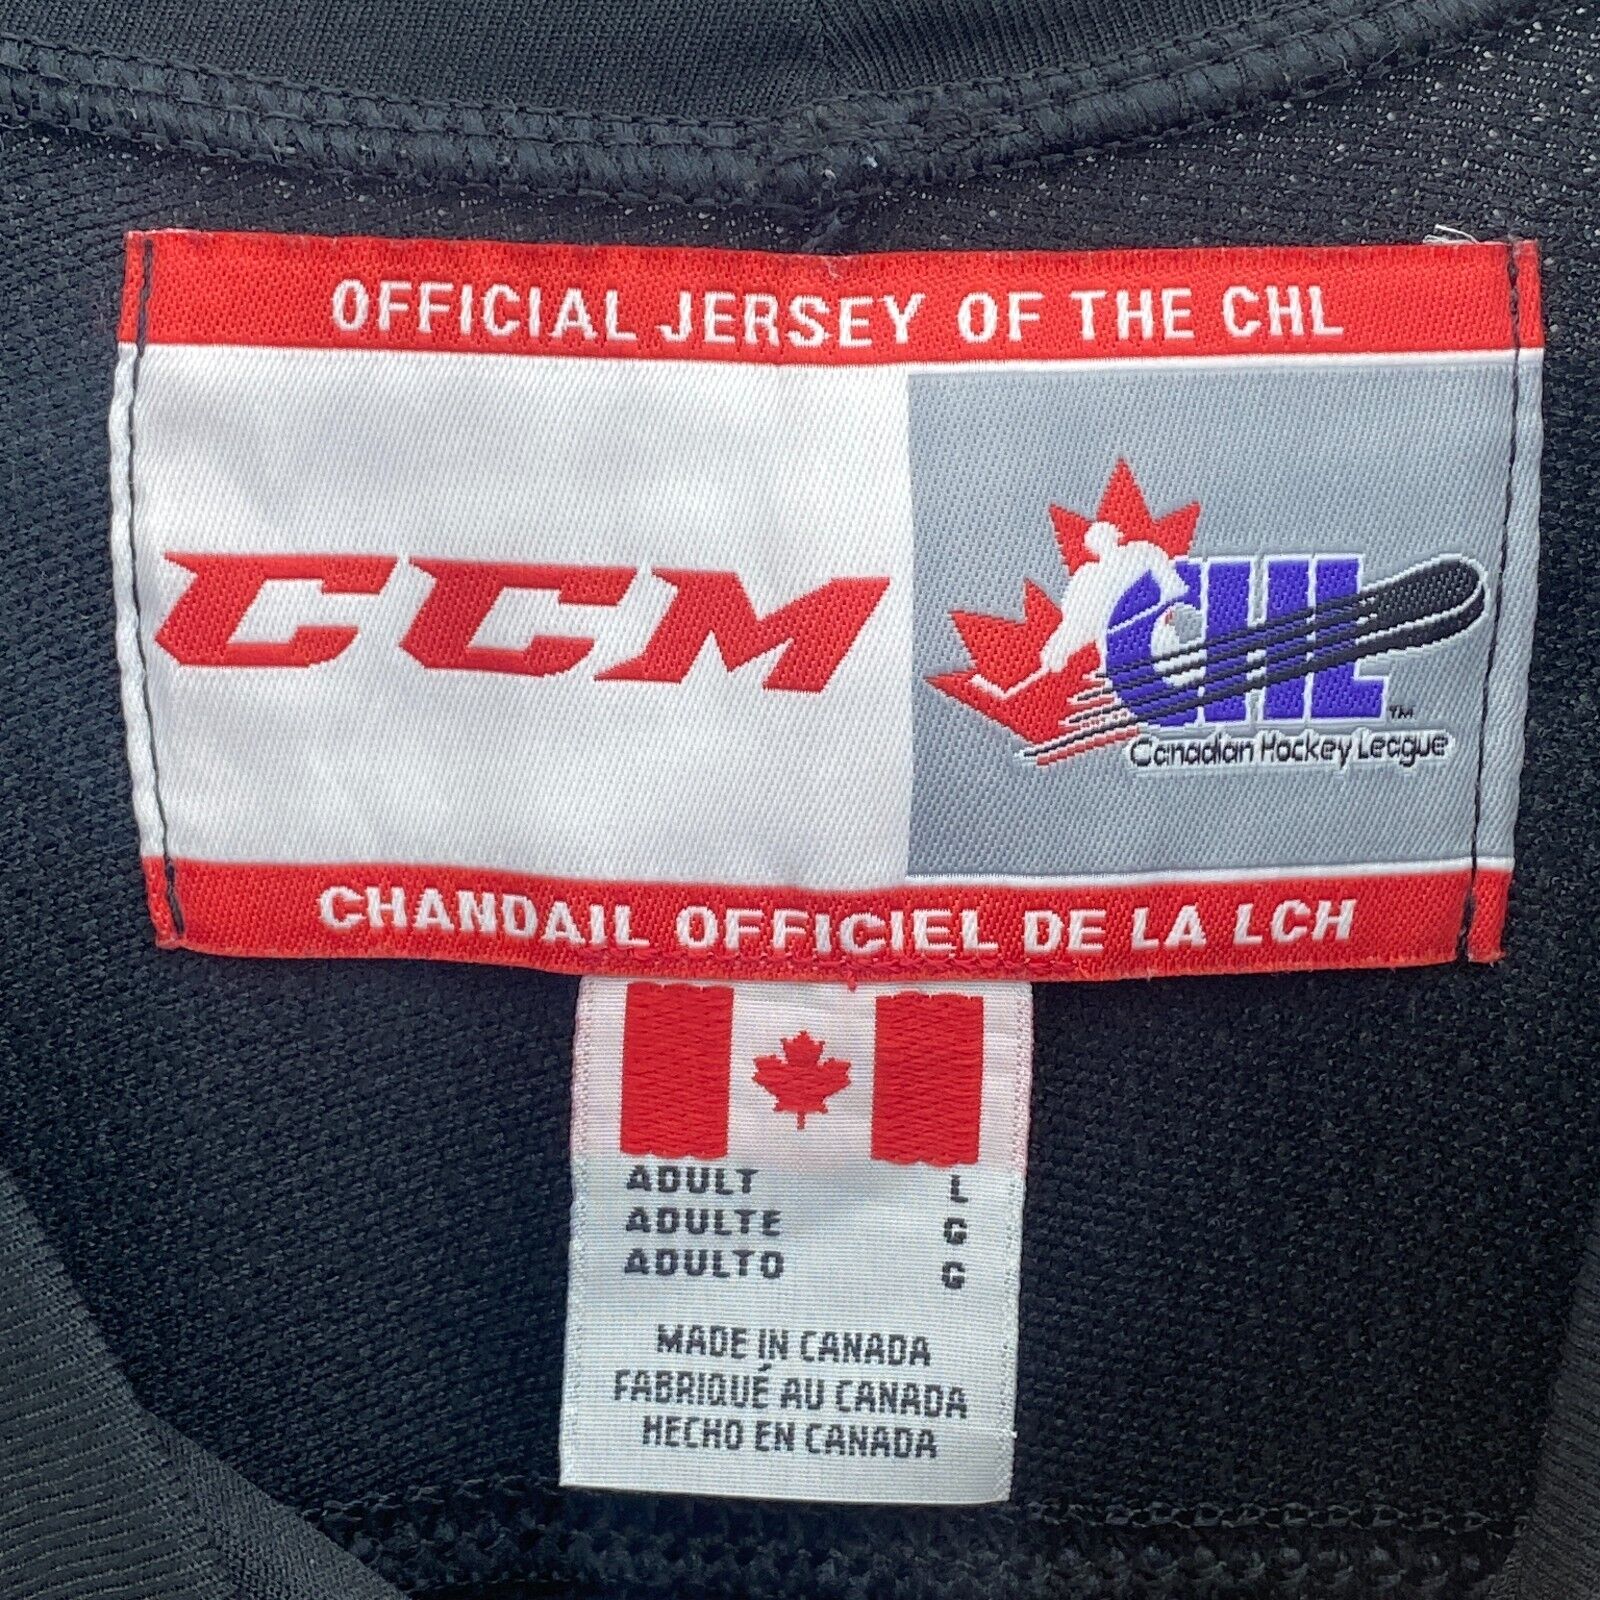 OFFICIAL JERSEY OF THE CHL
CCM
CHL
TM
Canadian Hockey League
CHANDAIL OFFICIEL DE LA LCH
ADULT L
ADULTE G
ADULTO G
MADE IN CANADA
FABRIQUÉ AU CANADA
HECHO EN CANADA